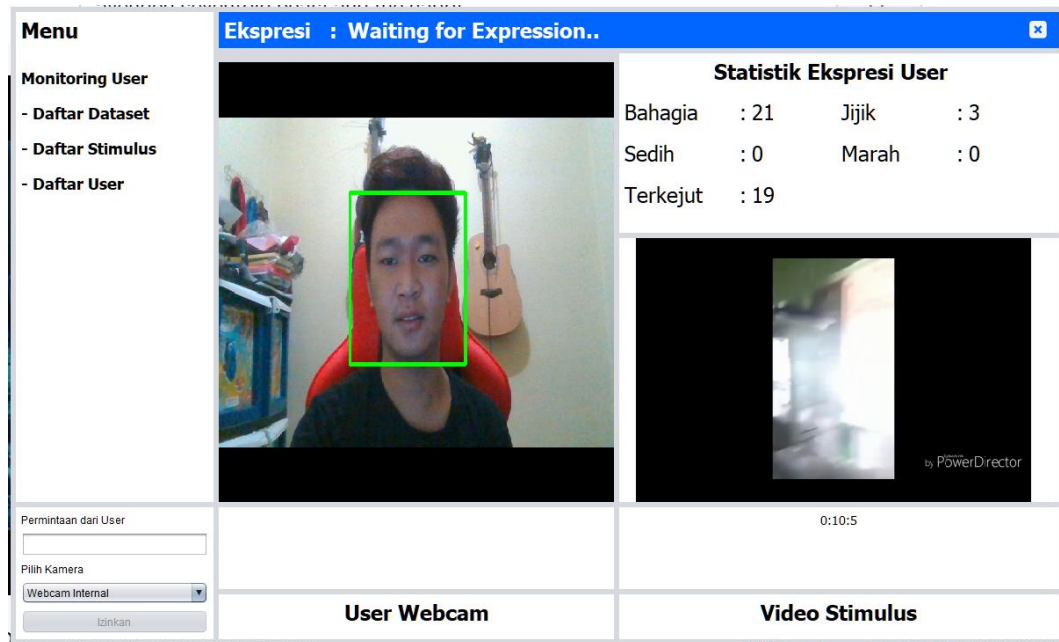 Menu
Monitoring User
- Daftar Dataset
- Daftar Stimulus
- Daftar User
Permintaan dari User
Pilih Kamera
Webcam Internal
Izinkan
Ekspresi : Waiting for Expression..
User Webcam
Statistik Ekspresi User
Bahagia : 21 Jijik : 3
Sedih : 0 Marah : 0
Terkejut : 19
by PowerDirector
0:10:5
Video Stimulus